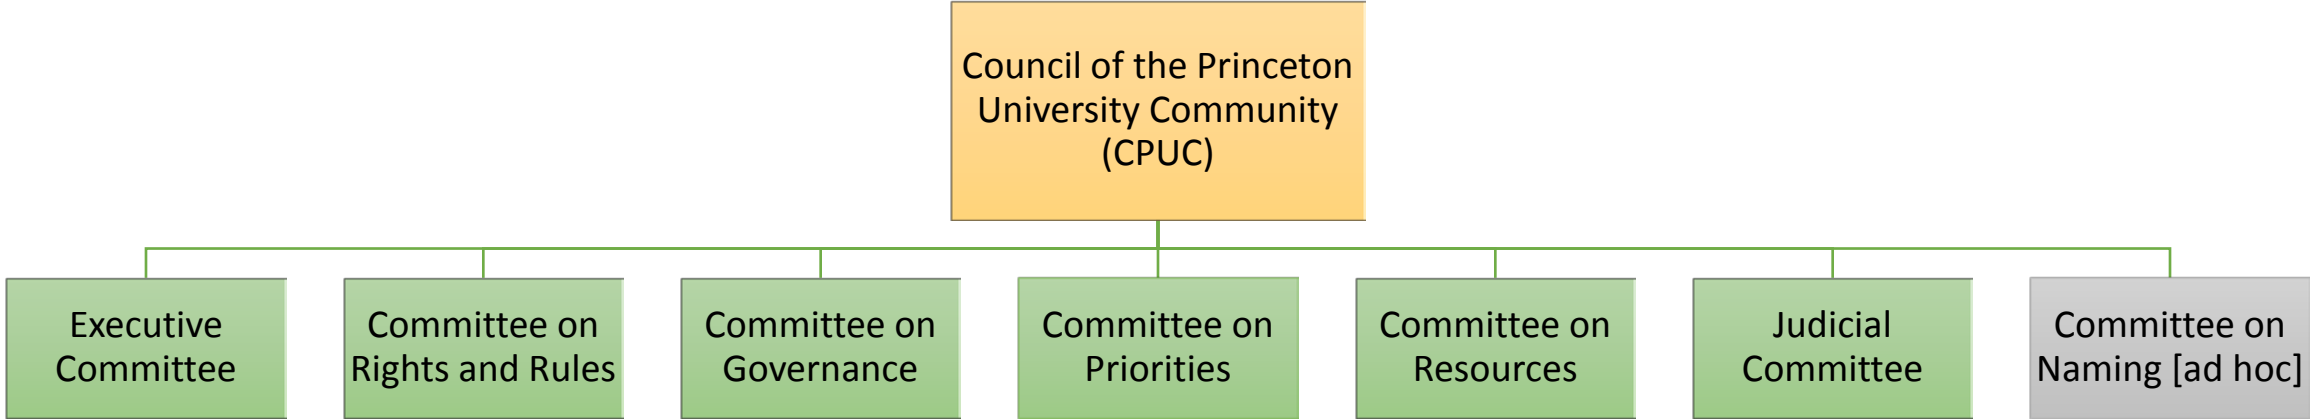 Council of the Princeton
University Community
(CPUC)
Executive
Committee
Committee on
Rights and Rules
Committee on
Governance
Committee on
Priorities
Committee on
Resources
Judicial
Committee
Committee on
Naming [ad hoc]